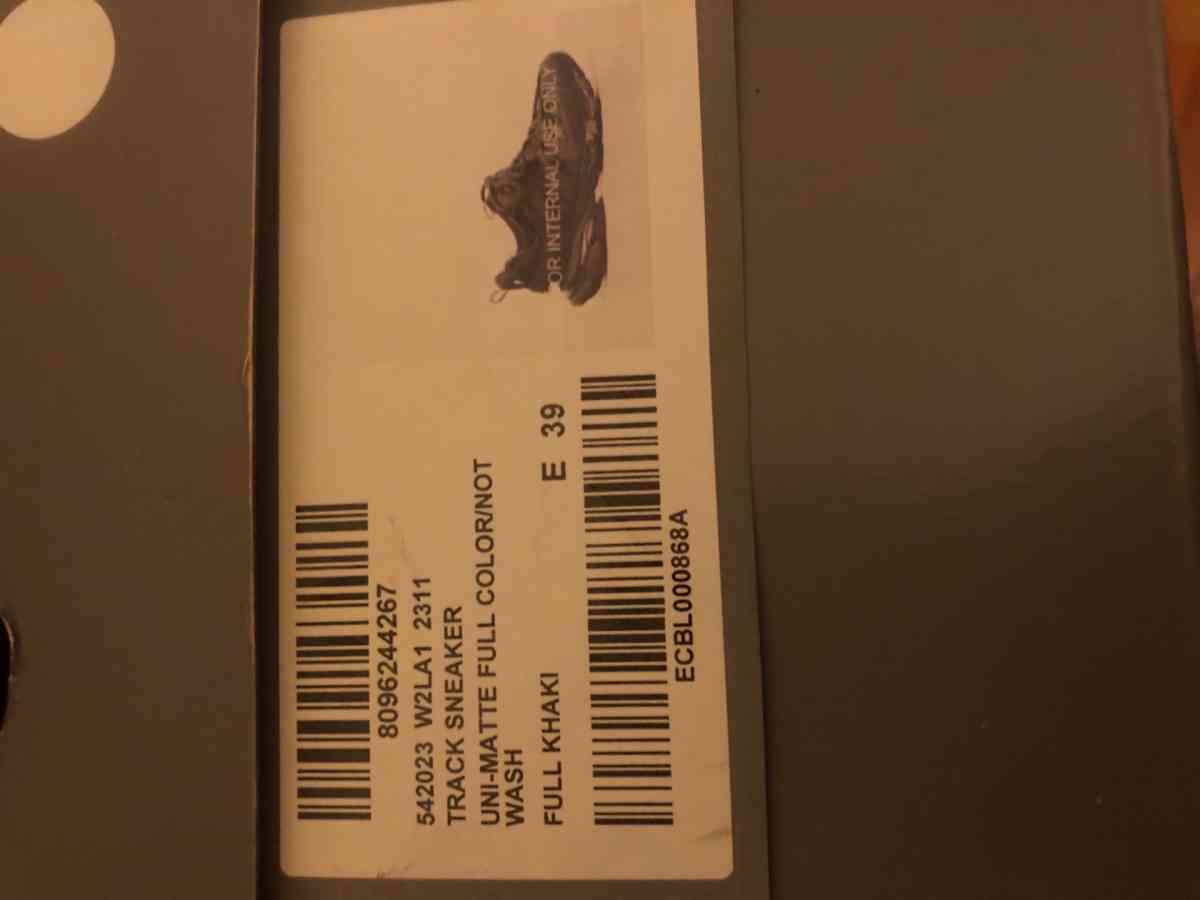 8096244267
542023 W2LA1 2311
TRACK SNEAKER
UNI-MATTE FULL COLOR/NOT
WASH
FULL KHAKI
E 39
ECBL000868A
OR INTERNAL USE ONLY